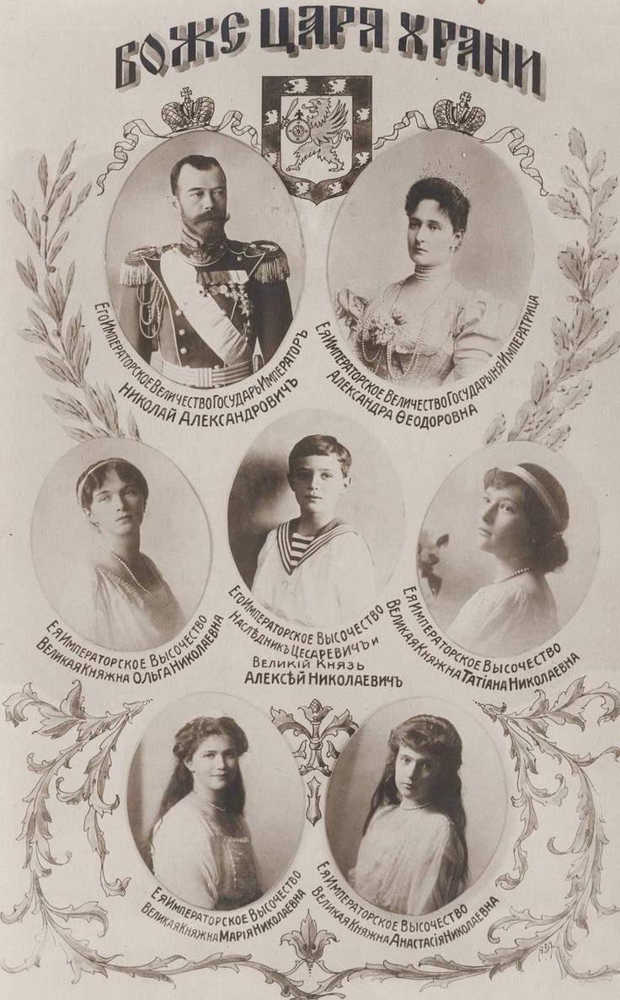 БОЖЕ ЦАРЯ ХРАНИ
Его Императорское Величество Государь Императоръ
Николай Александровичъ
Ея Императорское Величество Государыня Императрица
Александра Ѳеодоровна
Ея Императорское Высочество
Великая Княжна Ольга Николаевна
Его Императорское Высочество
Наслѣдникъ Цесаревичъ и
Великій Князь
Алексѣй Николаевичъ
Ея Императорское Высочество
Великая Княжна Татіана Николаевна
Ея Императорское Высочество
Великая Княжна Марія Николаевна
Ея Императорское Высочество
Великая Княжна Анастасія Николаевна